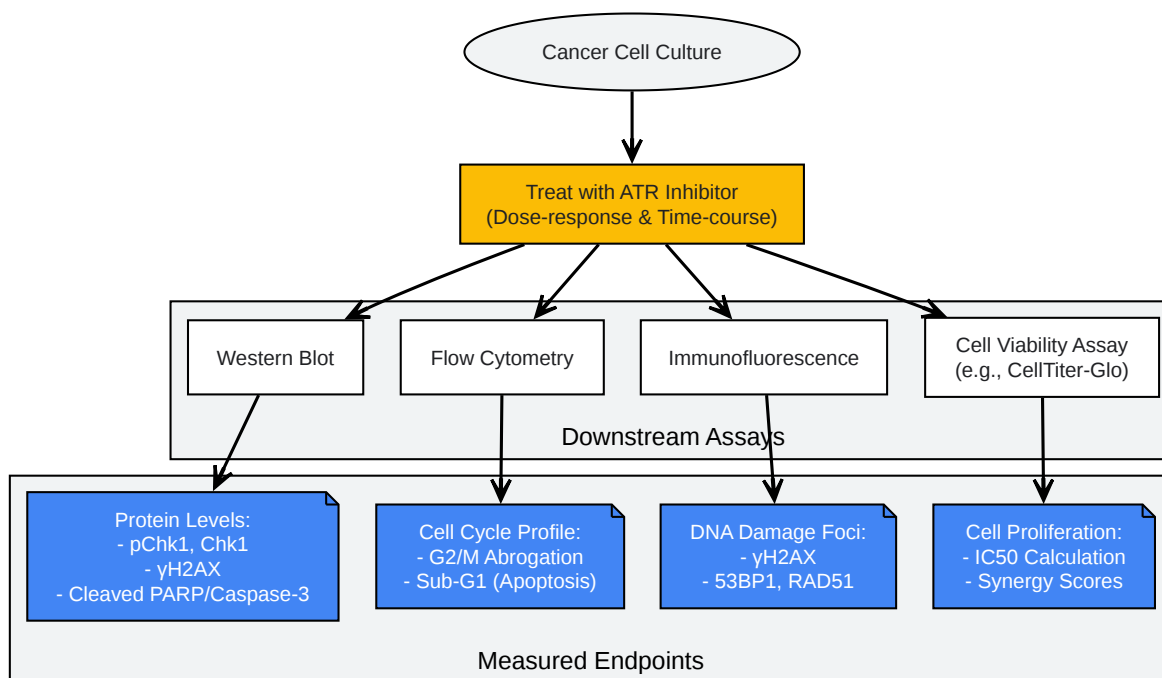 Cancer Cell Culture
Treat with ATR Inhibitor
(Dose-response & Time-course)
Western Blot
Flow Cytometry
Immunofluorescence
Cell Viability Assay
(e.g., CellTiter-Glo)
Downstream Assays
Protein Levels:
- pChk1, Chk1
- γH2AX
- Cleaved PARP/Caspase-3
Cell Cycle Profile:
- G2/M Abrogation
- Sub-G1 (Apoptosis)
DNA Damage Foci:
- γH2AX
- 53BP1, RAD51
Cell Proliferation:
- IC50 Calculation
- Synergy Scores
Measured Endpoints